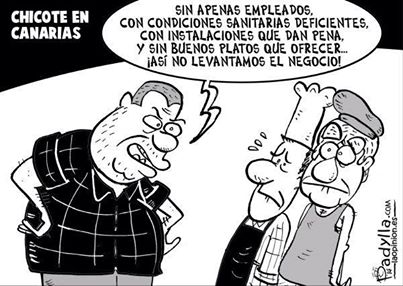 CHICOTE EN
CANARIAS
SIN APENAS EMPLEADOS,
CON CONDICIONES SANITARIAS DEFICIENTES,
CON INSTALACIONES QUE DAN PENA,
Y SIN BUENOS PLATOS QUE OFRECER...
¡ASÍ NO LEVANTAMOS EL NEGOCIO!
Padylla.COM
laopinion.es